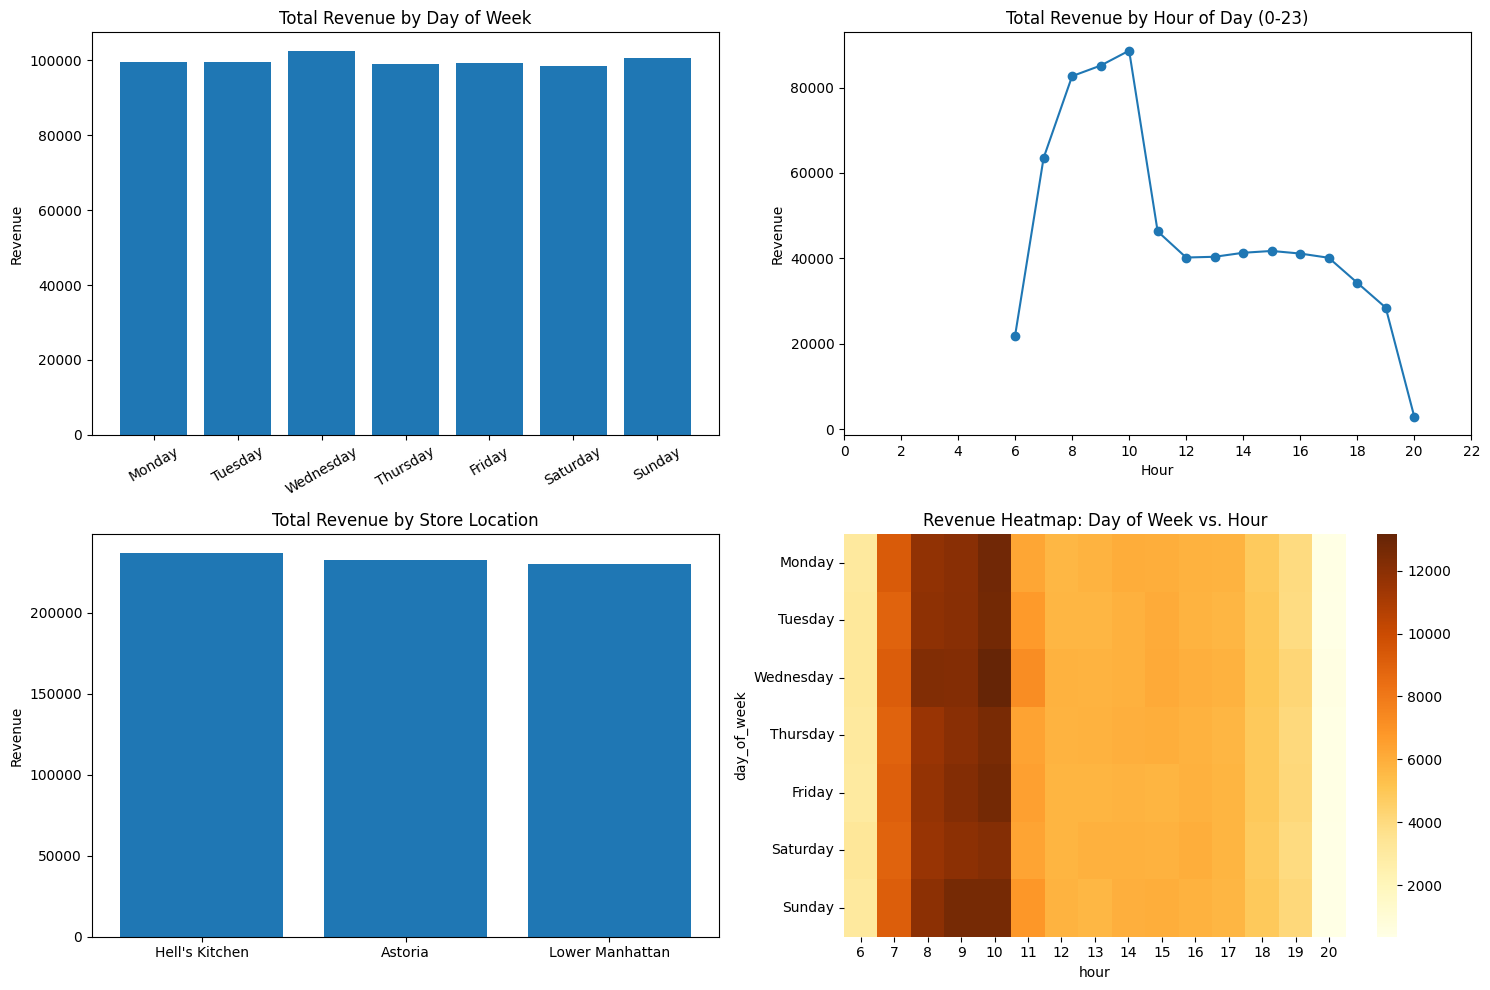 Total Revenue by Day of Week
Revenue
100000
80000
60000
40000
20000
0
Monday Tuesday Wednesday Thursday Friday Saturday Sunday
Total Revenue by Hour of Day (0-23)
Revenue
80000
60000
40000
20000
0
0 2 4 6 8 10 12 14 16 18 20 22
Hour
Total Revenue by Store Location
Revenue
200000
150000
100000
50000
0
Hell's Kitchen Astoria Lower Manhattan
Revenue Heatmap: Day of Week vs. Hour
day_of_week
Monday
Tuesday
Wednesday
Thursday
Friday
Saturday
Sunday
6 7 8 9 10 11 12 13 14 15 16 17 18 19 20
hour
12000
10000
8000
6000
4000
2000